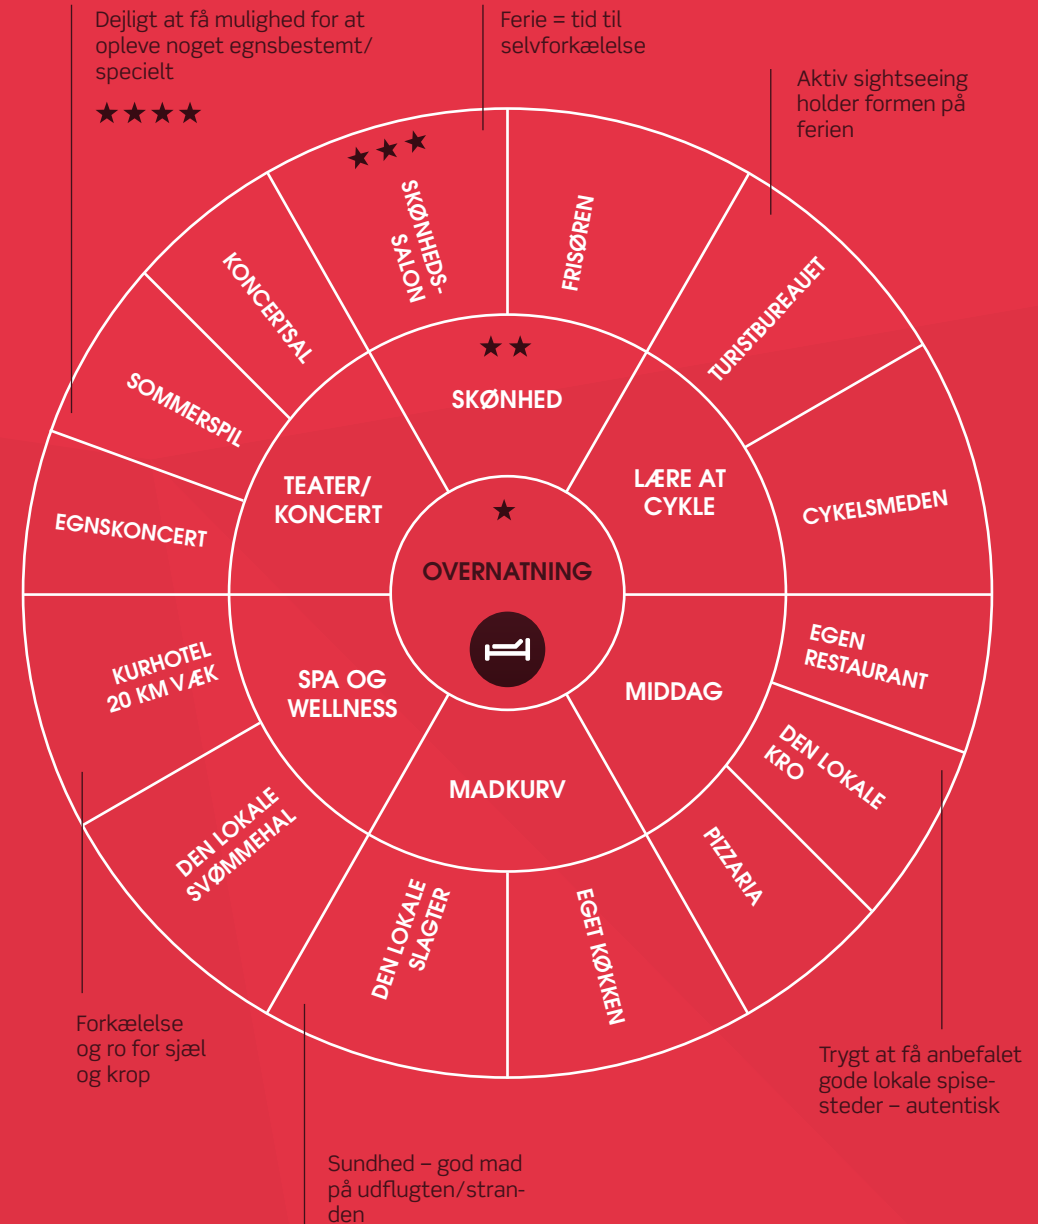 Dejligt at få mulighed for at
opleve noget egnsbestemt/
specielt
★★★★
Ferie = tid til
selvforkælelse
Aktiv sightseeing
holder formen på
ferien
★★★
SKØNHEDS-
SALON
FRISØREN
KONCERTSAL
TURISTBUREAUET
SOMMERSPIL
★★
SKØNHED
EGNSKONCERT
TEATER/
KONCERT
LÆRE AT
CYKLE
CYKELSMEDEN
★
OVERNATNING
KURHOTEL
20 KM VÆK
SPA OG
WELLNESS
MIDDAG
EGEN
RESTAURANT
DEN LOKALE
KRO
MADKURV
DEN LOKALE
SVØMMEHAL
PIZZARIA
DEN LOKALE
SLAGTER
EGET KØKKEN
Forkælelse
og ro for sjæl
og krop
Trygt at få anbefalet
gode lokale spise-
steder – autentisk
Sundhed – god mad
på udflugten/stran-
den